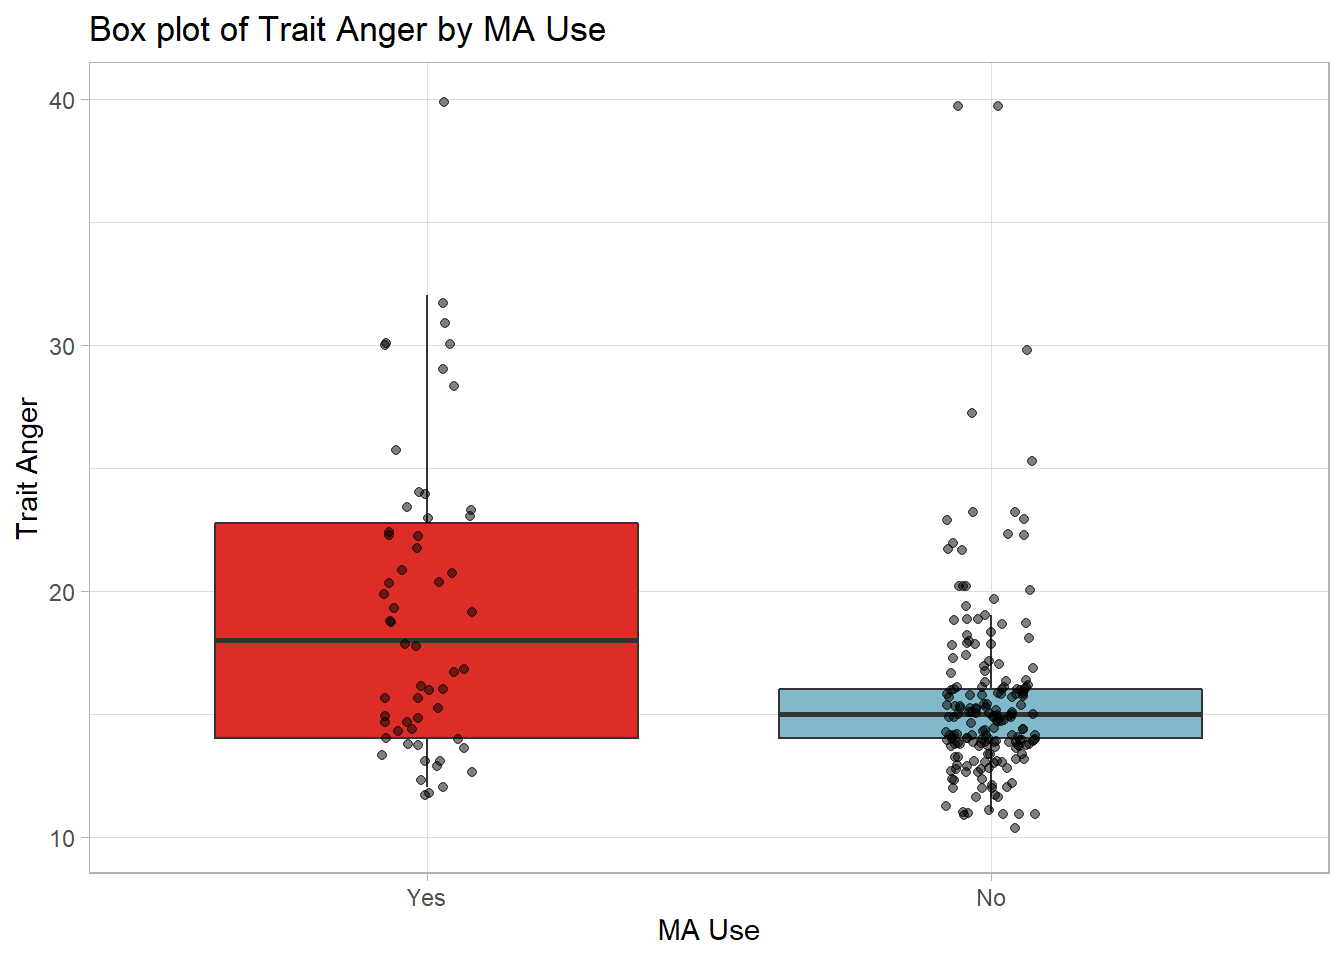 Box plot of Trait Anger by MA Use
40
30
20
10
Trait Anger
Yes
No
MA Use